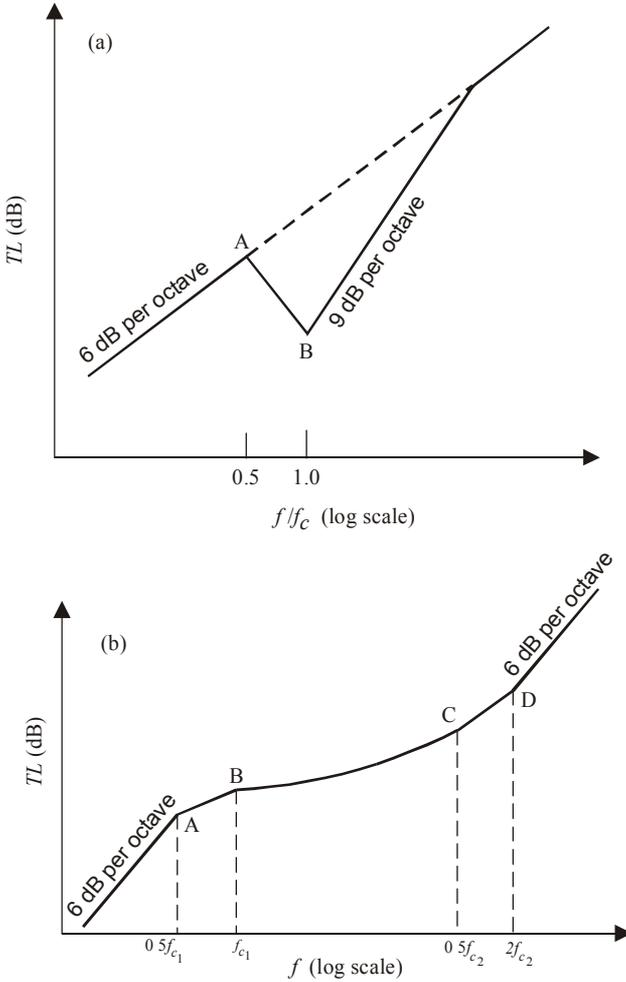 (a)
TL (dB)
6 dB per octave
A
9 dB per octave
B
0.5 1.0
f/fc (log scale)
(b)
TL (dB)
6 dB per octave
A
B
C
D
6 dB per octave
0 5fc1 fc1 0 5fc2 2fc2
f (log scale)